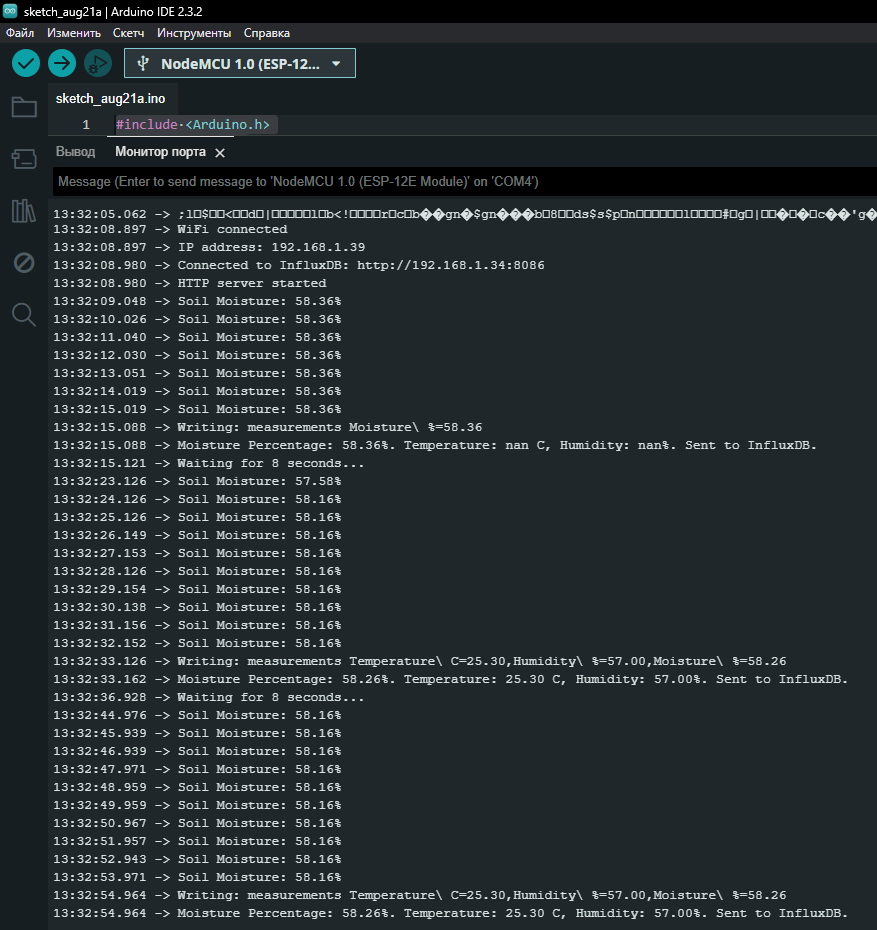 sketch_aug21a | Arduino IDE 2.3.2
Файл Изменить Скетч Инструменты Справка
NodeMCU 1.0 (ESP-12...
sketch_aug21a.ino
1 #include <Arduino.h>
Вывод Монитор порта
Message (Enter to send message to 'NodeMCU 1.0 (ESP-12E Module)' on 'COM4')
13:32:05.062 ->
13:32:08.897 -> WiFi connected
13:32:08.897 -> IP address: 192.168.1.39
13:32:08.980 -> Connected to InfluxDB: http://192.168.1.34:8086
13:32:08.980 -> HTTP server started
13:32:09.048 -> Soil Moisture: 58.36%
13:32:10.026 -> Soil Moisture: 58.36%
13:32:11.040 -> Soil Moisture: 58.36%
13:32:12.030 -> Soil Moisture: 58.36%
13:32:13.051 -> Soil Moisture: 58.36%
13:32:14.019 -> Soil Moisture: 58.36%
13:32:15.019 -> Soil Moisture: 58.36%
13:32:15.088 -> Writing: measurements Moisture\ %=58.36
13:32:15.088 -> Moisture Percentage: 58.36%. Temperature: nan C, Humidity: nan%. Sent to InfluxDB.
13:32:15.121 -> Waiting for 8 seconds...
13:32:23.126 -> Soil Moisture: 57.58%
13:32:24.126 -> Soil Moisture: 58.16%
13:32:25.126 -> Soil Moisture: 58.16%
13:32:26.149 -> Soil Moisture: 58.16%
13:32:27.153 -> Soil Moisture: 58.16%
13:32:28.126 -> Soil Moisture: 58.16%
13:32:29.154 -> Soil Moisture: 58.16%
13:32:30.138 -> Soil Moisture: 58.16%
13:32:31.156 -> Soil Moisture: 58.16%
13:32:32.152 -> Soil Moisture: 58.16%
13:32:33.126 -> Writing: measurements Temperature\ C=25.30,Humidity\ %=57.00,Moisture\ %=58.26
13:32:33.162 -> Moisture Percentage: 58.26%. Temperature: 25.30 C, Humidity: 57.00%. Sent to InfluxDB.
13:32:36.928 -> Waiting for 8 seconds...
13:32:44.976 -> Soil Moisture: 58.16%
13:32:45.939 -> Soil Moisture: 58.16%
13:32:46.939 -> Soil Moisture: 58.16%
13:32:47.971 -> Soil Moisture: 58.16%
13:32:48.959 -> Soil Moisture: 58.16%
13:32:49.959 -> Soil Moisture: 58.16%
13:32:50.967 -> Soil Moisture: 58.16%
13:32:51.957 -> Soil Moisture: 58.16%
13:32:52.943 -> Soil Moisture: 58.16%
13:32:53.971 -> Soil Moisture: 58.16%
13:32:54.964 -> Writing: measurements Temperature\ C=25.30,Humidity\ %=57.00,Moisture\ %=58.26
13:32:54.964 -> Moisture Percentage: 58.26%. Temperature: 25.30 C, Humidity: 57.00%. Sent to InfluxDB.